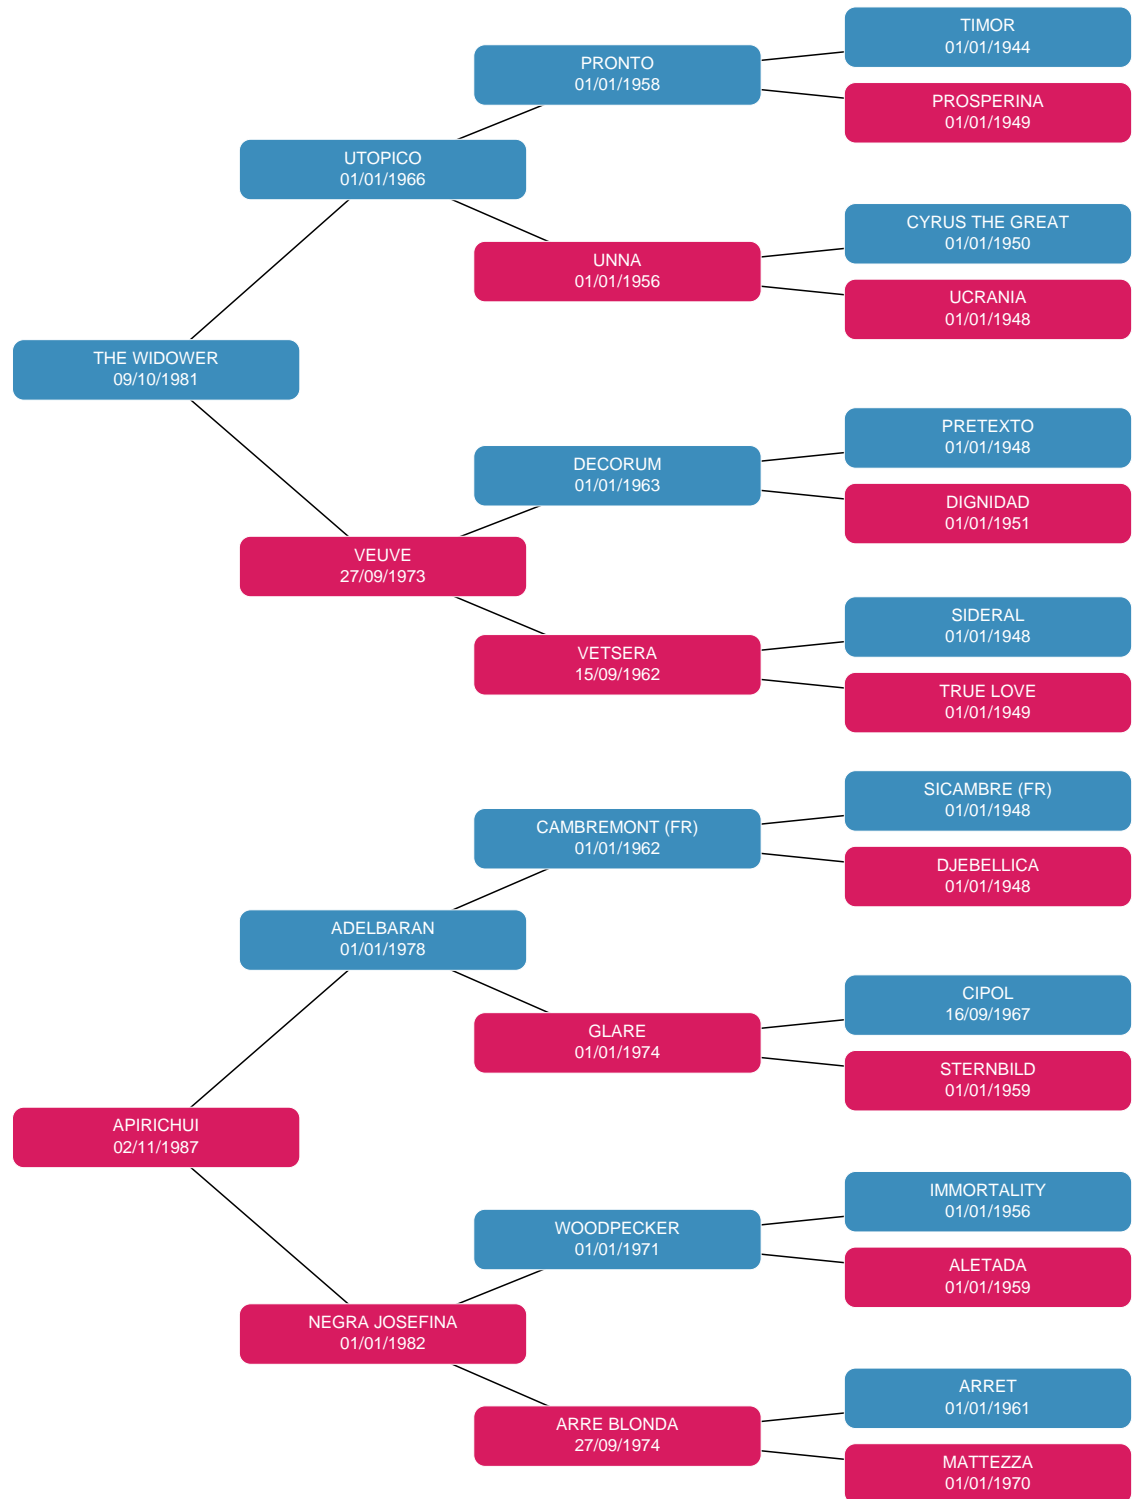 TIMOR
01/01/1944
PRONTO
01/01/1958
PROSPERINA
01/01/1949
UTOPICO
01/01/1966
CYRUS THE GREAT
01/01/1950
UNNA
01/01/1956
UCRANIA
01/01/1948
THE WIDOWER
09/10/1981
PRETEXTO
01/01/1948
DECORUM
01/01/1963
DIGNIDAD
01/01/1951
VEUVE
27/09/1973
SIDERAL
01/01/1948
VETSERA
15/09/1962
TRUE LOVE
01/01/1949
SICAMBRE (FR)
01/01/1948
CAMBREMONT (FR)
01/01/1962
DJEBELLICA
01/01/1948
ADELBARAN
01/01/1978
CIPOL
16/09/1967
GLARE
01/01/1974
STERNBILD
01/01/1959
APIRICHUI
02/11/1987
IMMORTALITY
01/01/1956
WOODPECKER
01/01/1971
ALETADA
01/01/1959
NEGRA JOSEFINA
01/01/1982
ARRET
01/01/1961
ARRE BLONDA
27/09/1974
MATTEZZA
01/01/1970